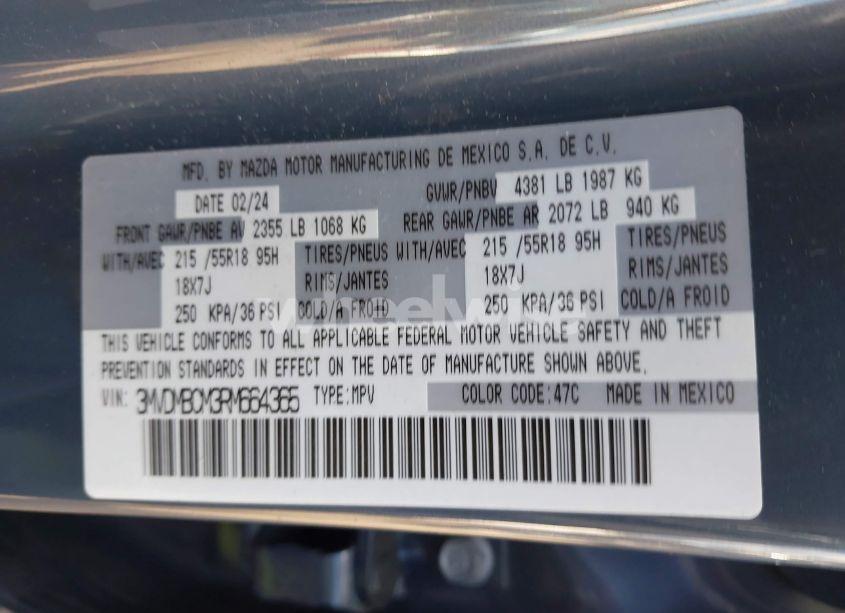 MFD. BY MAZDA MOTOR MANUFACTURING DE MEXICO S.A. DE C.V.
DATE 02/24 GVWR/PNBV 4381 LB 1987 KG
FRONT GAWR/PNBE AV 2355 LB 1068 KG REAR GAWR/PNBE AR 2072 LB 940 KG
WITH/AVEC 215 /55R18 95H TIRES/PNEUS WITH/AVEC 215 /55R18 95H TIRES/PNEUS
18X7J RIMS/JANTES 18X7J RIMS/JANTES
250 KPA/36 PSI COLD/A FROID 250 KPA/36 PSI COLD/A FROID
THIS VEHICLE CONFORMS TO ALL APPLICABLE FEDERAL MOTOR VEHICLE SAFETY AND THEFT
PREVENTION STANDARDS IN EFFECT ON THE DATE OF MANUFACTURE SHOWN ABOVE.
VIN: 3MVDMBCM3RM664365 TYPE:MPV COLOR CODE:47C MADE IN MEXICO